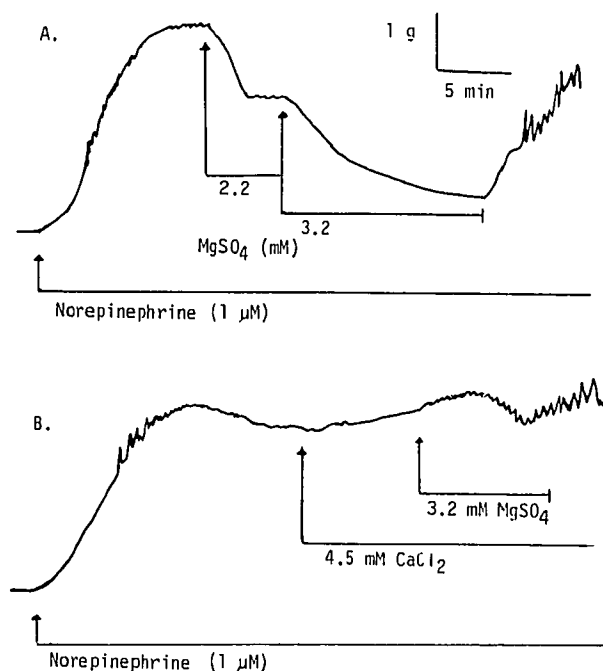 A.
1 g
5 min
2.2
3.2
MgSO₄ (mM)
Norepinephrine (1 μM)
B.
3.2 mM MgSO₄
4.5 mM CaCl₂
Norepinephrine (1 μM)